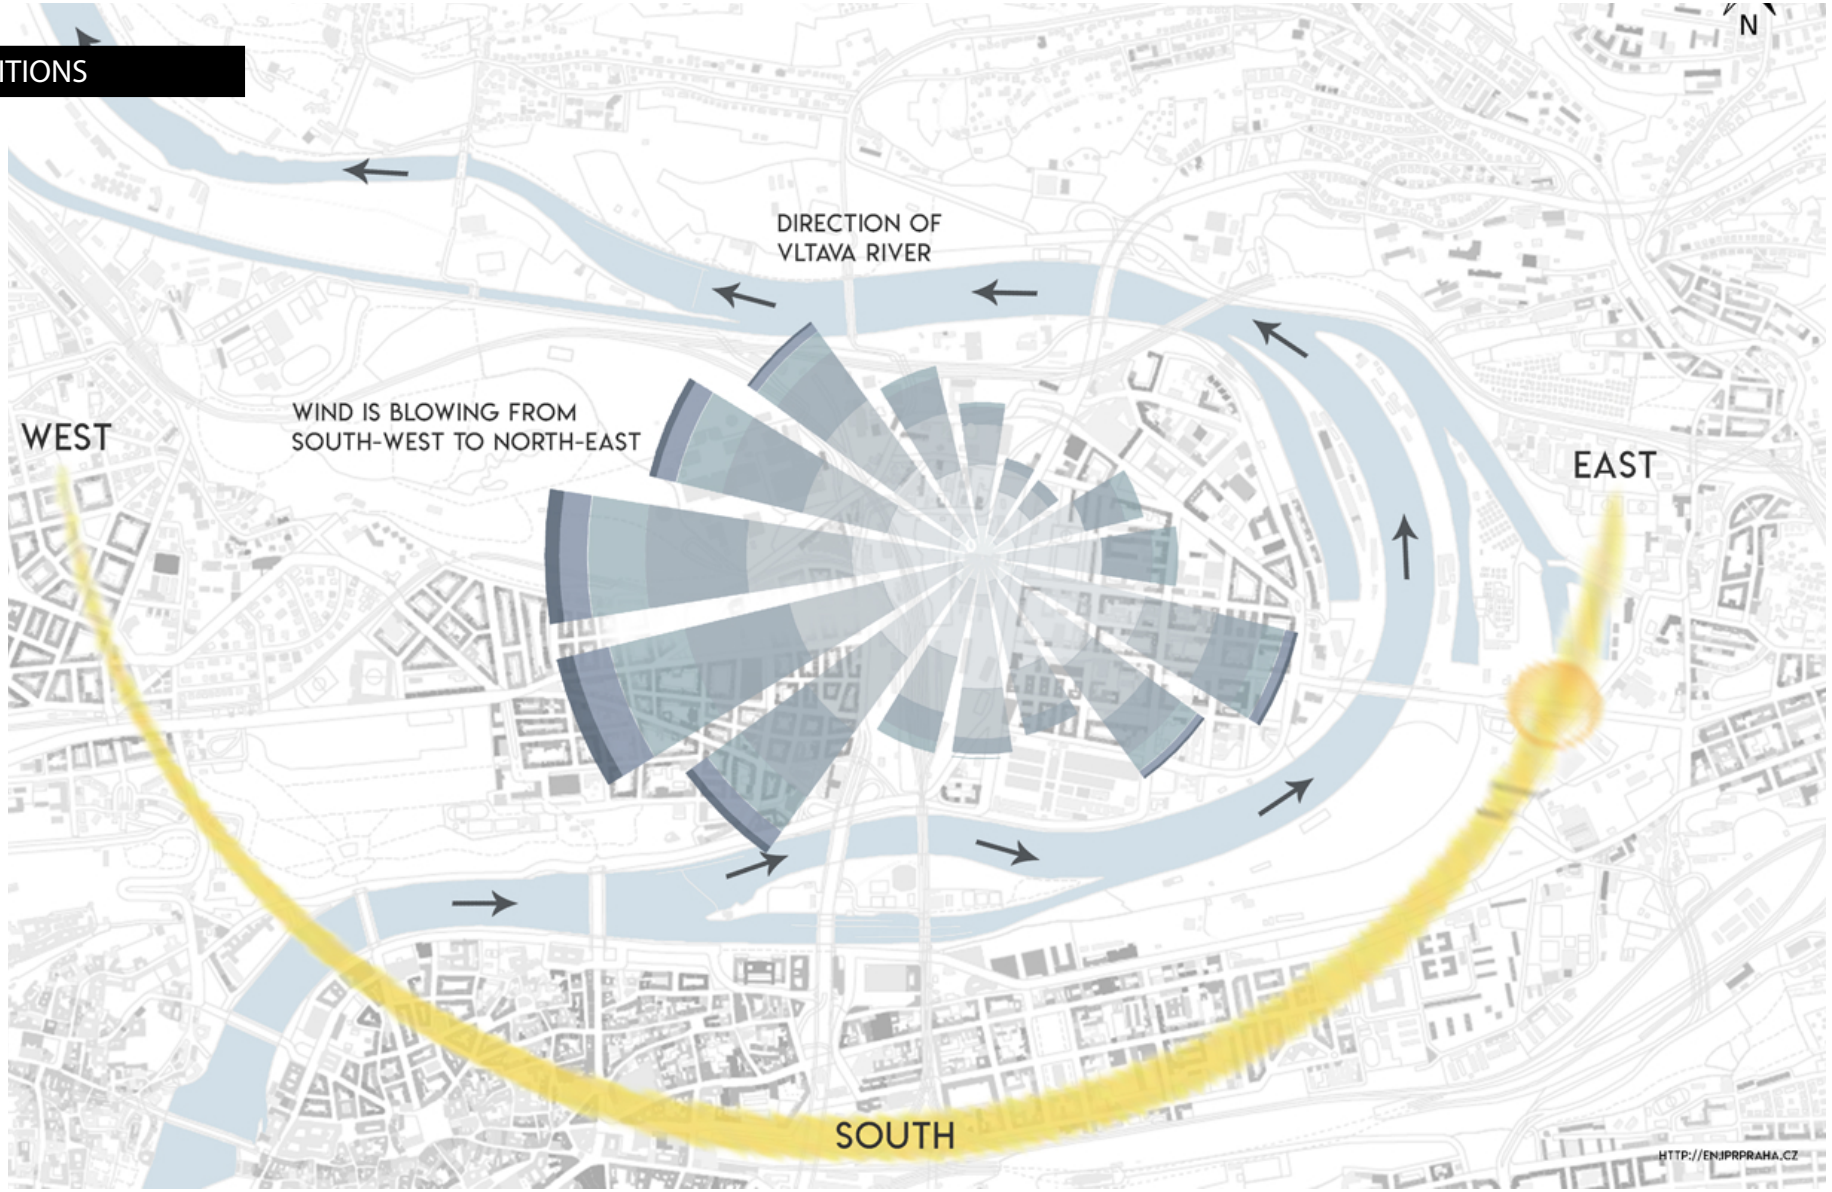 N
ITIONS
DIRECTION OF
VLTAVA RIVER
WIND IS BLOWING FROM
SOUTH-WEST TO NORTH-EAST
WEST
EAST
SOUTH
HTTP://EN.IPRPRAHA.CZ